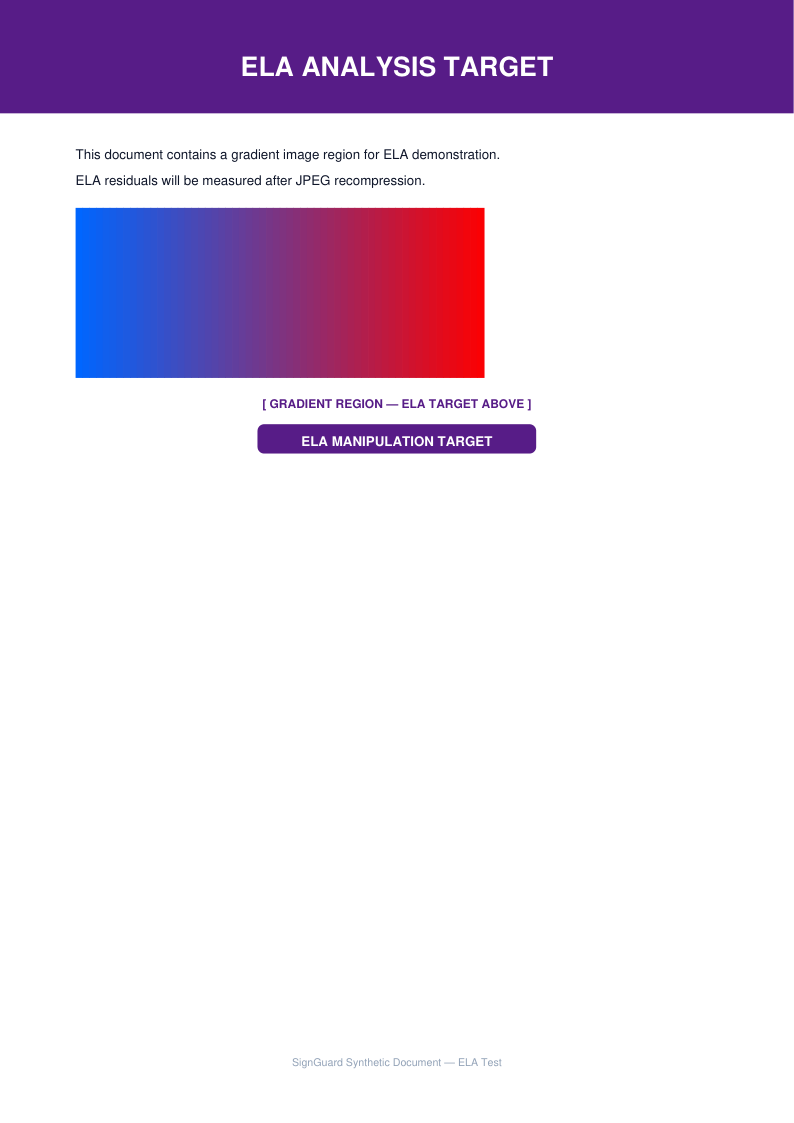 ELA ANALYSIS TARGET
This document contains a gradient image region for ELA demonstration.
ELA residuals will be measured after JPEG recompression.
[ GRADIENT REGION — ELA TARGET ABOVE ]
ELA MANIPULATION TARGET
SignGuard Synthetic Document — ELA Test